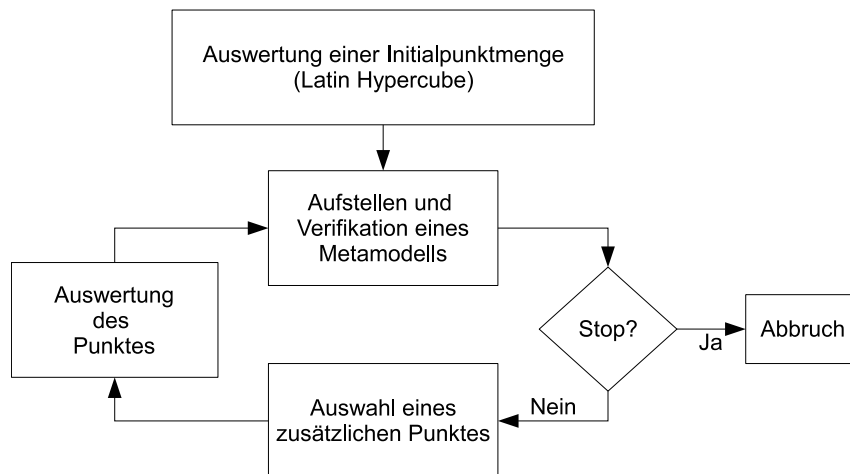 Auswertung einer Initialpunktmenge
(Latin Hypercube)
Aufstellen und
Verifikation eines
Metamodells
Auswertung
des
Punktes
Stop?
Ja
Abbruch
Nein
Auswahl eines
zusätzlichen Punktes